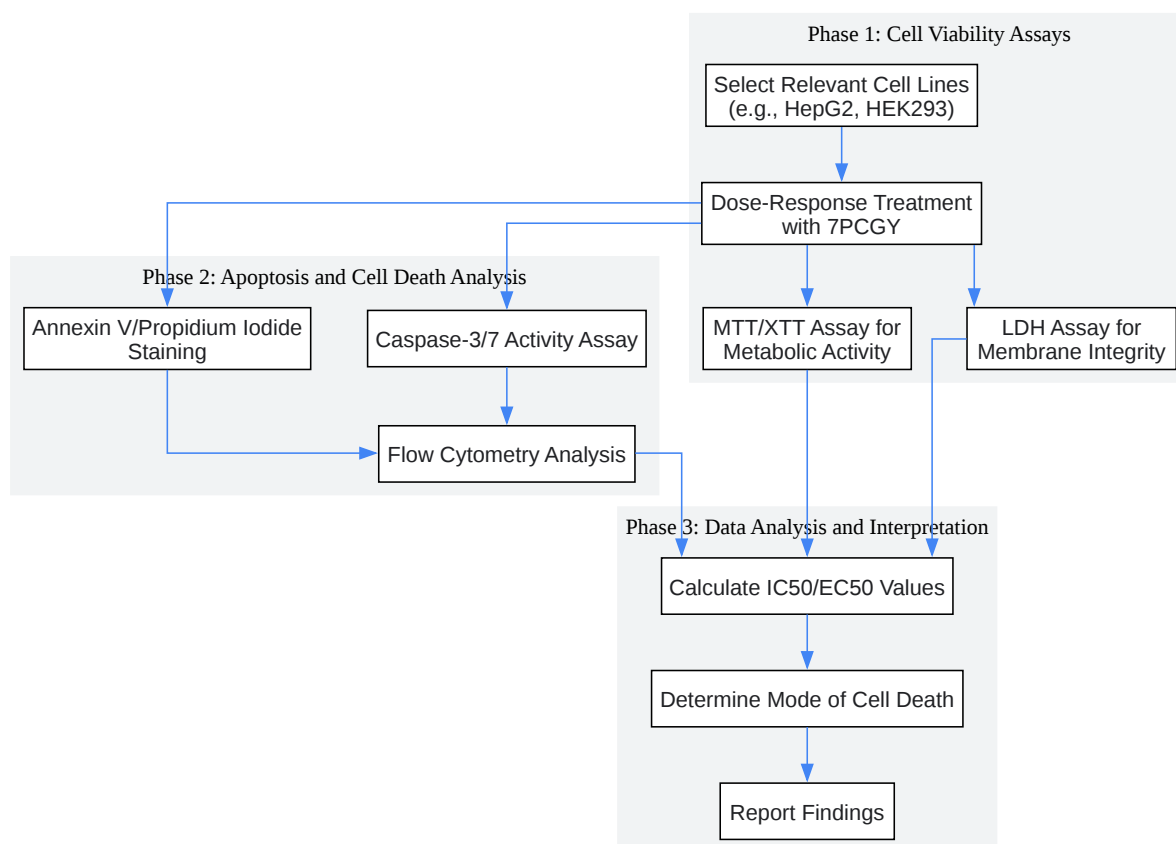 Phase 1: Cell Viability Assays
Select Relevant Cell Lines
(e.g., HepG2, HEK293)
Dose-Response Treatment
with 7PCGY
Phase 2: Apoptosis and Cell Death Analysis
Annexin V/Propidium Iodide
Staining
Caspase-3/7 Activity Assay
MTT/XTT Assay for
Metabolic Activity
LDH Assay for
Membrane Integrity
Flow Cytometry Analysis
Phase 3: Data Analysis and Interpretation
Calculate IC50/EC50 Values
Determine Mode of Cell Death
Report Findings